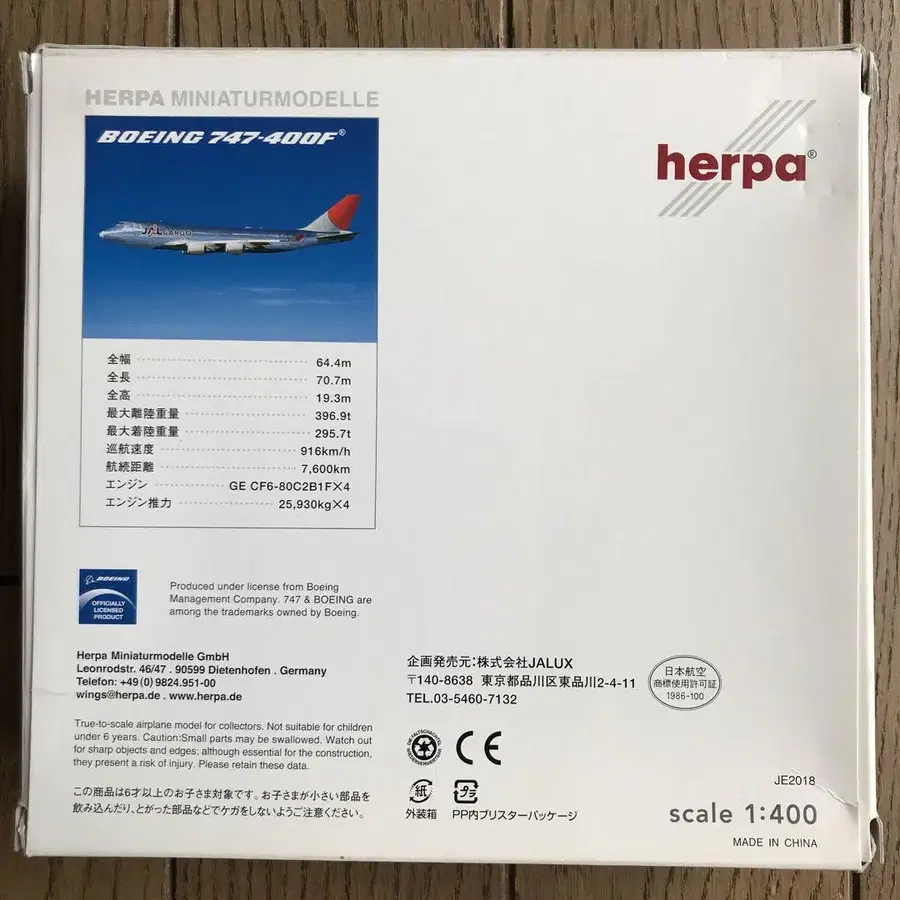 HERPA MINIATURMODELLE
BOEING 747-400F®
JAL CARGO
herpa®
全幅 64.4m
全長 70.7m
全高 19.3m
最大離陸重量 396.9t
最大着陸重量 295.7t
巡航速度 916km/h
航続距離 7,600km
エンジン GE CF6-80C2B1F×4
エンジン推力 25,930kg×4
BOEING
OFFICIALLY
LICENSED
PRODUCT
Produced under license from Boeing
Management Company. 747 & BOEING are
among the trademarks owned by Boeing.
Herpa Miniaturmodelle GmbH
Leonrodstr. 46/47 . 90599 Dietenhofen . Germany
Telefon: +49(0) 9824.951-00
wings@herpa.de . www.herpa.de
True-to-scale airplane model for collectors. Not suitable for children
under 6 years. Caution:Small parts may be swallowed. Watch out
for sharp objects and edges; although essential for the construction,
they present a risk of injury. Please retain these data.
この商品は6才以上のお子さま対象です。お子さまが小さい部品を
飲み込んだり、とがった部品などでケガをしないようご注意ください。
企画発売元:株式会社JALUX
〒140-8638 東京都品川区東品川2-4-11
TEL.03-5460-7132
日本航空
商標使用許可証
1986-100
CE
紙
プラ
外装箱 PP内ブリスターパッケージ
JE2018
scale 1:400
MADE IN CHINA